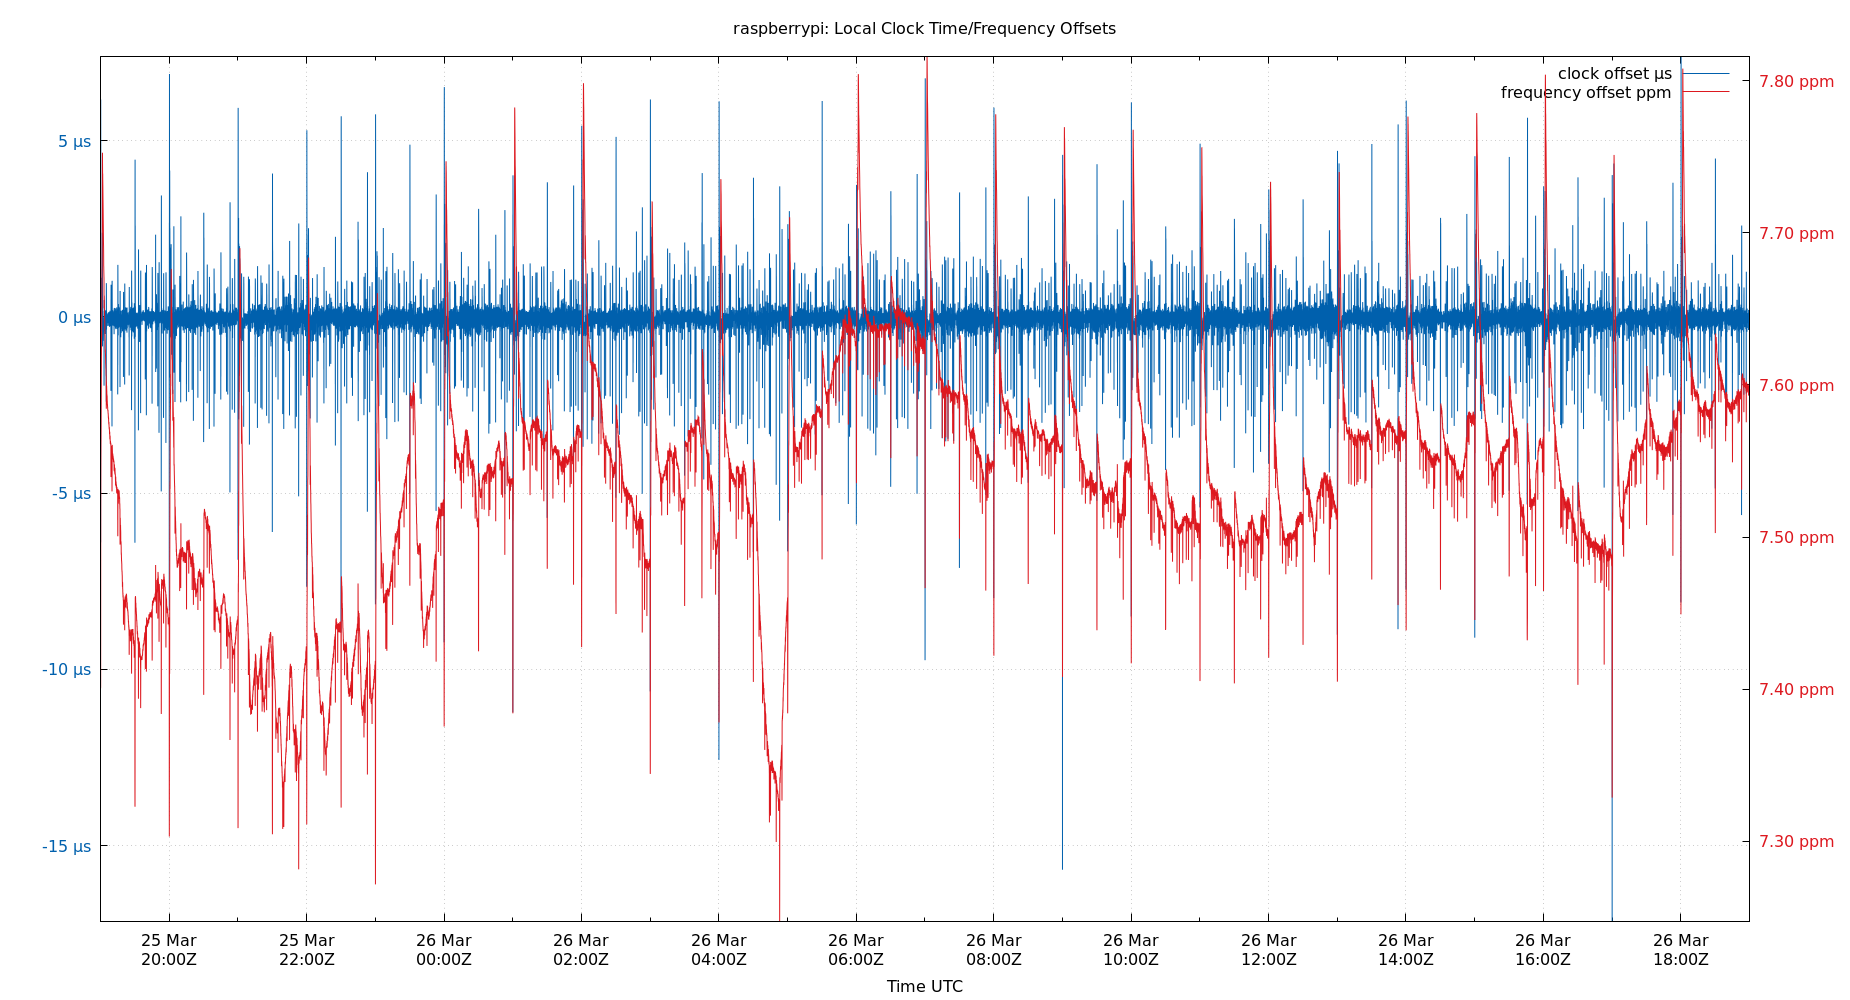 raspberrypi: Local Clock Time/Frequency Offsets
clock offset µs
frequency offset ppm
5 µs
0 µs
-5 µs
-10 µs
-15 µs
7.80 ppm
7.70 ppm
7.60 ppm
7.50 ppm
7.40 ppm
7.30 ppm
25 Mar 25 Mar 26 Mar 26 Mar 26 Mar 26 Mar 26 Mar 26 Mar 26 Mar 26 Mar 26 Mar 26 Mar
20:00Z 22:00Z 00:00Z 02:00Z 04:00Z 06:00Z 08:00Z 10:00Z 12:00Z 14:00Z 16:00Z 18:00Z
Time UTC